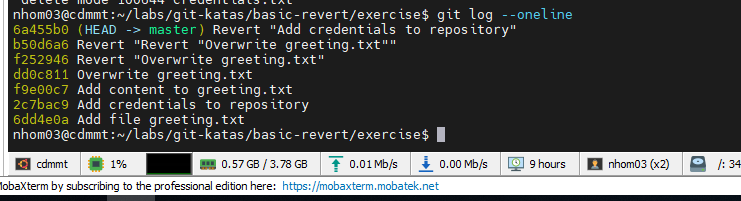 delete mode 100644 credentials.txt
nhom03@cdmmt:~/labs/git-katas/basic-revert/exercise$ git log --oneline
6a455b0 (HEAD -> master) Revert "Add credentials to repository"
b50d6a6 Revert "Revert "Overwrite greeting.txt""
f252946 Revert "Overwrite greeting.txt"
dd0c811 Overwrite greeting.txt
f9e00c7 Add content to greeting.txt
2c7bac9 Add credentials to repository
6dd4e0a Add file greeting.txt
nhom03@cdmmt:~/labs/git-katas/basic-revert/exercise$
cdmmt 1% 0.57 GB / 3.78 GB 0.01 Mb/s 0.00 Mb/s 9 hours nhom03 (x2) /: 34
MobaXterm by subscribing to the professional edition here: https://mobaxterm.mobatek.net